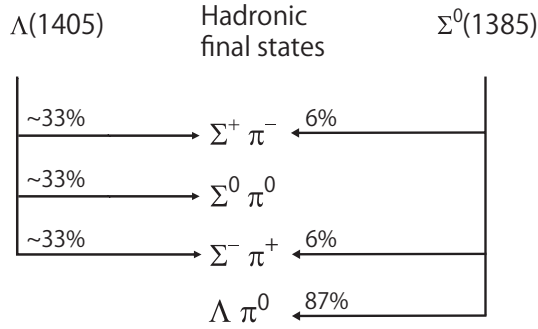 Λ(1405) Hadronic Σ⁰(1385)
final states
~33% Σ⁺ π⁻ 6%
~33% Σ⁰ π⁰
~33% Σ⁻ π⁺ 6%
Λ π⁰ 87%